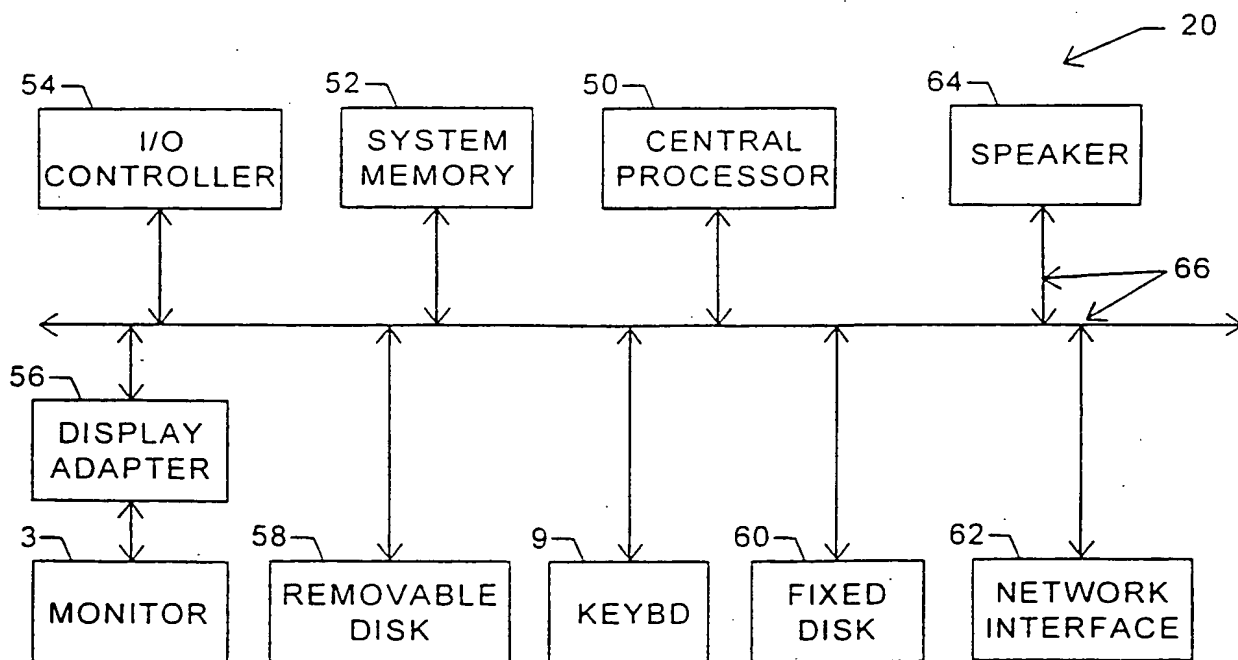 20
54
52
50
64
I/O
CONTROLLER
SYSTEM
MEMORY
CENTRAL
PROCESSOR
SPEAKER
66
56
DISPLAY
ADAPTER
3
58
9
60
62
MONITOR
REMOVABLE
DISK
KEYBD
FIXED
DISK
NETWORK
INTERFACE